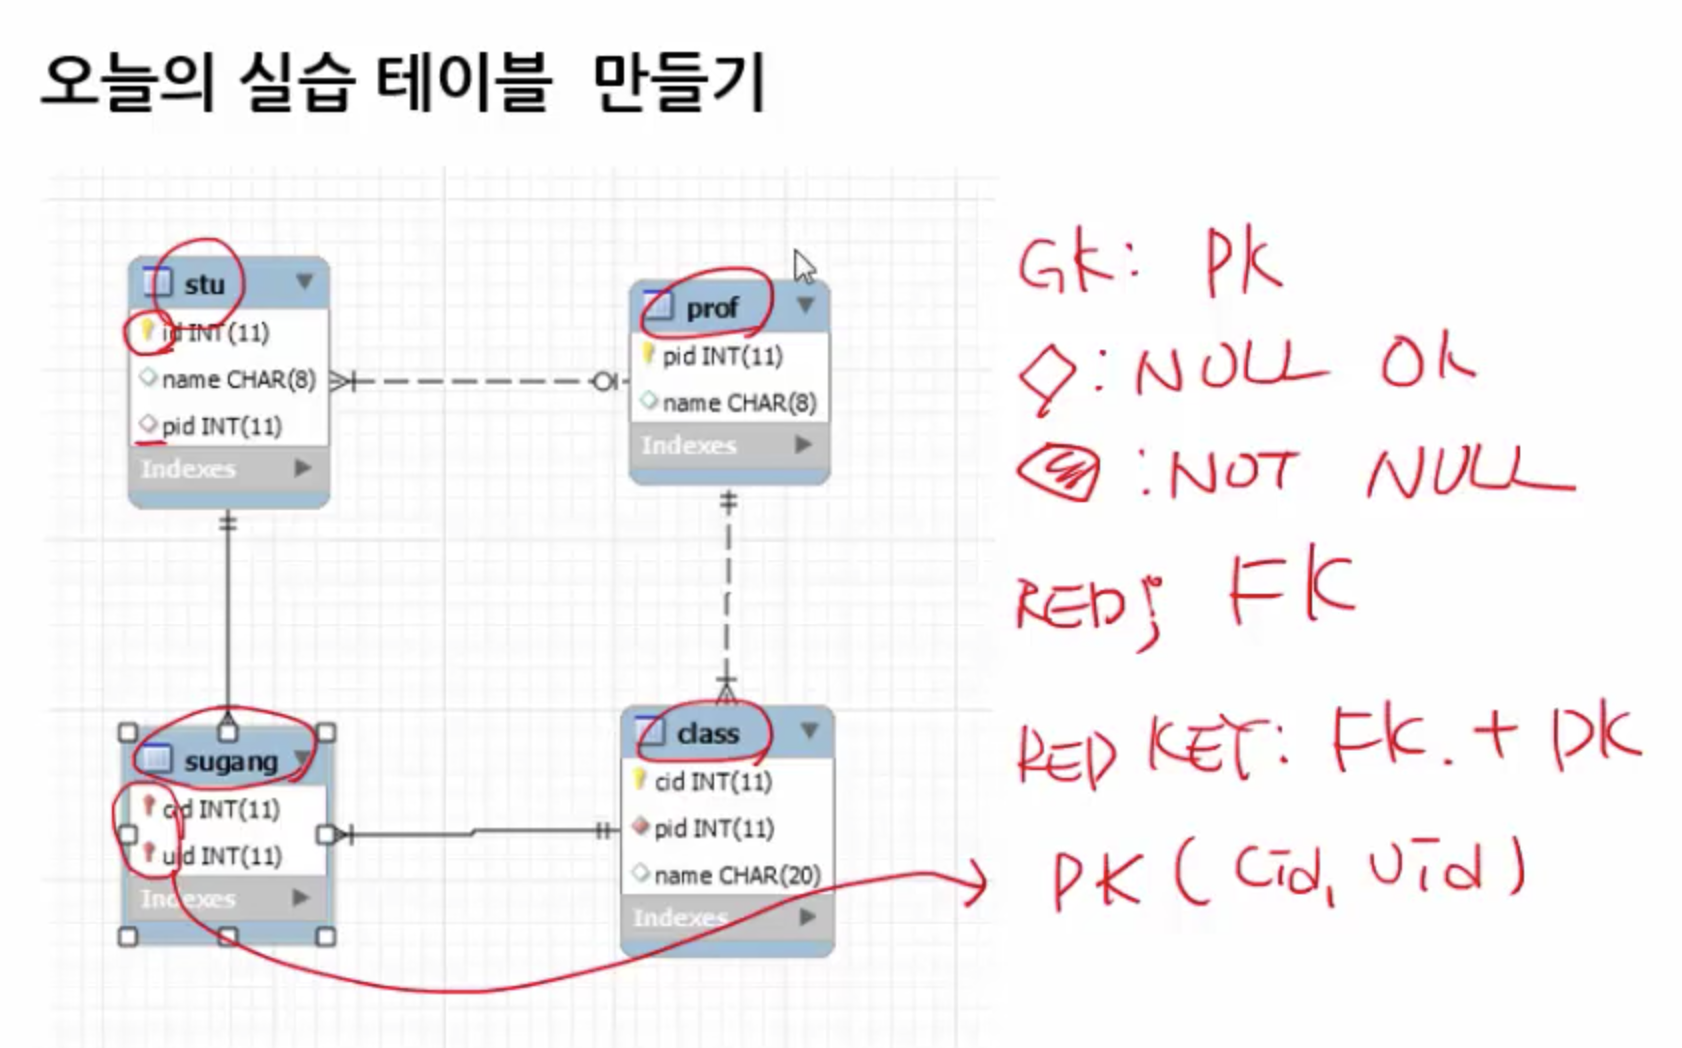 오늘의 실습 테이블 만들기
stu
id INT(11)
name CHAR(8)
pid INT(11)
Indexes
prof
pid INT(11)
name CHAR(8)
Indexes
sugang
cid INT(11)
uid INT(11)
Indexes
class
cid INT(11)
pid INT(11)
name CHAR(20)
Indexes
GK: PK
: NULL OK
: NOT NULL
RED; FK
RED KEY: FK. + PK
PK (cid, uid)